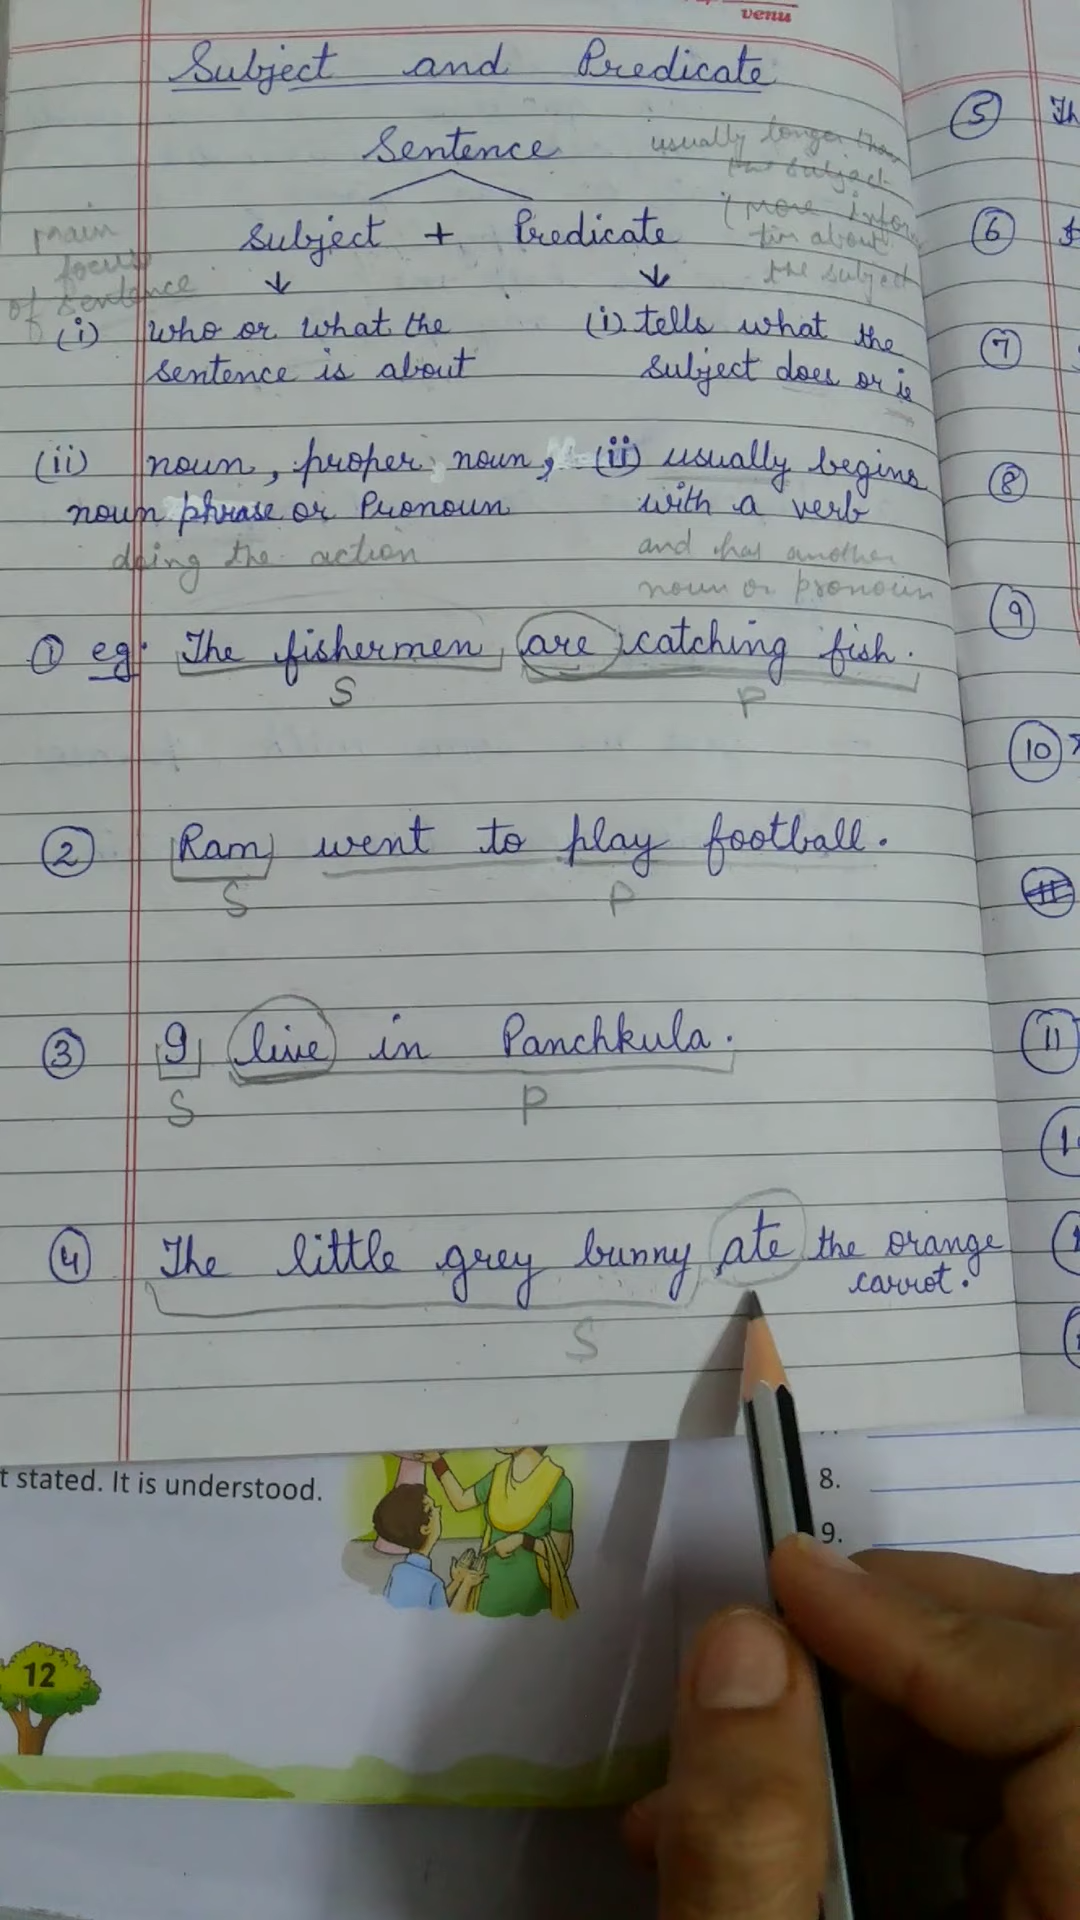 venu
Subject and Predicate
Sentence
usually longer than
the subject
Subject + Predicate
(more infor
tion about
the subject
main
focus
of sentence
(i) who or what the
sentence is about
(i) tells what the
subject does or is
(ii) noun, proper noun,
noun phrase or Pronoun
doing the action
(ii) usually begins
with a verb
and has another
noun or pronoun
① eg: The fishermen are catching fish.
S P
② Ram went to play football.
S P
③ I live in Panchkula.
S P
④ The little grey bunny ate the orange
carrot.
S
⑤ Th
⑥
⑦
⑧
⑨
⑩
⑪
t stated. It is understood.
8.
9.
12